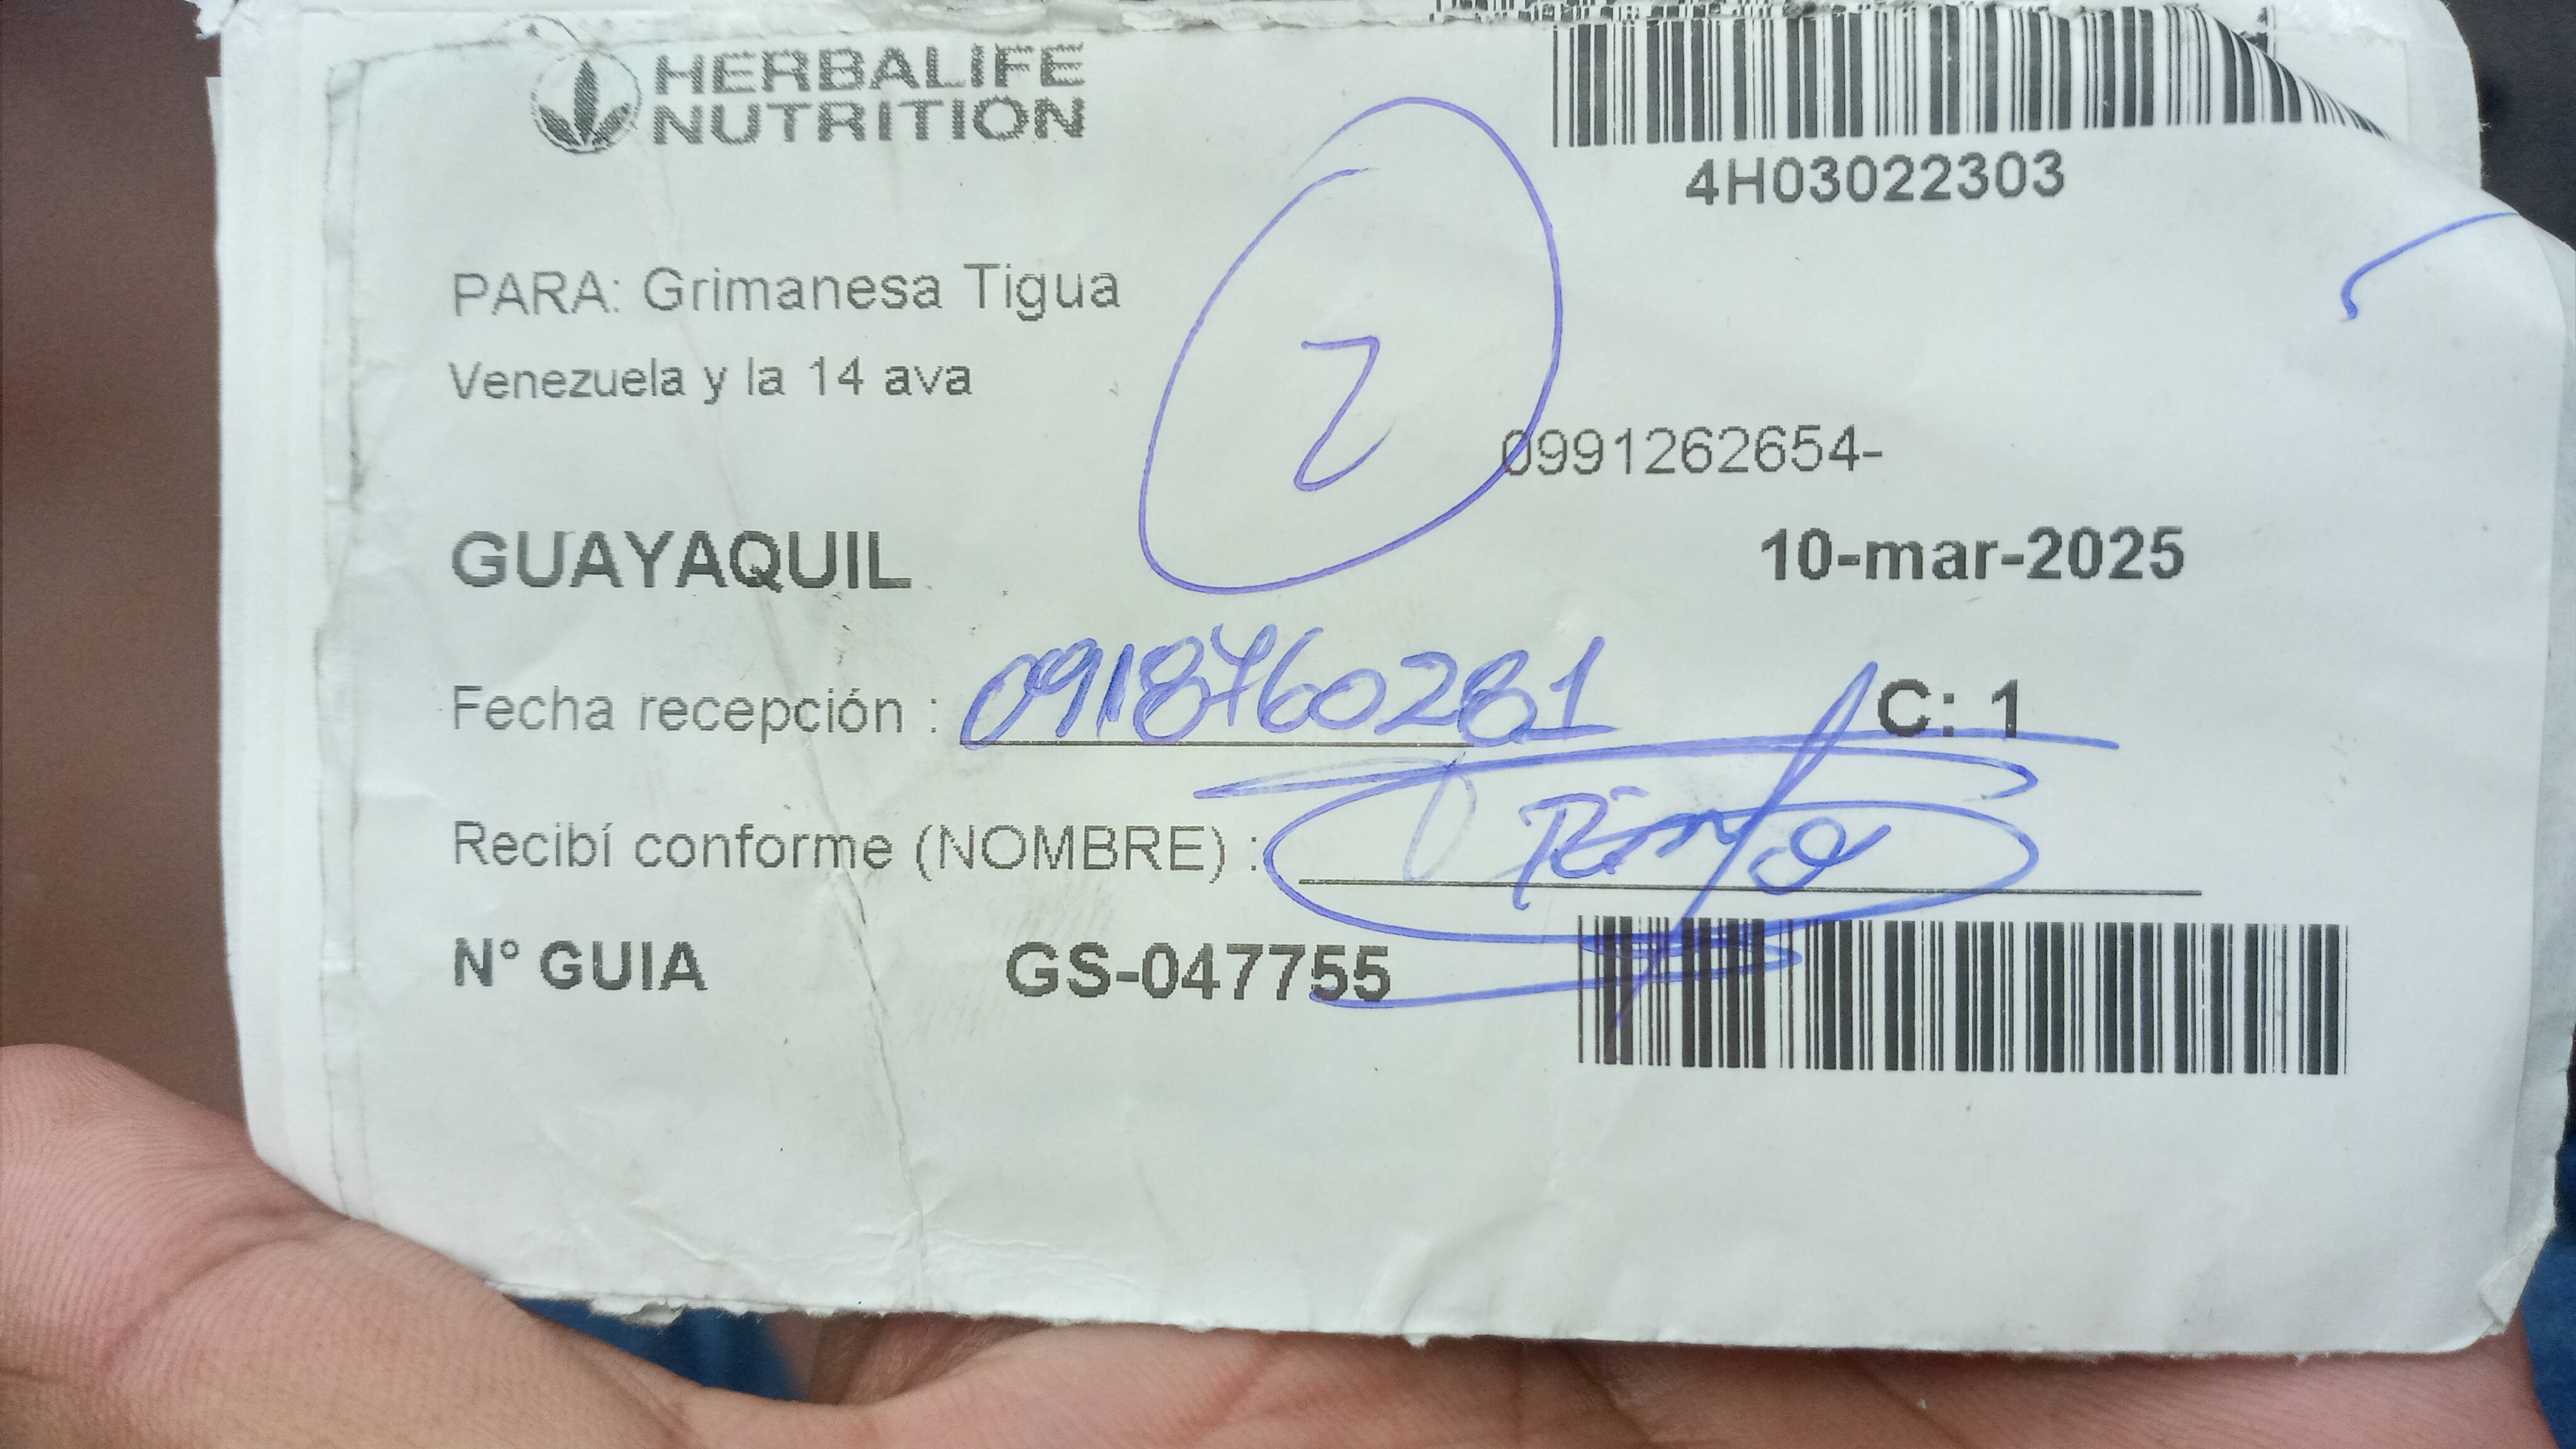 HERBALIFE
NUTRITION
4H03022303
PARA: Grimanesa Tigua
Venezuela y la 14 ava
2
0991262654-
GUAYAQUIL
10-mar-2025
Fecha recepción : 0918760281
C: 1
Recibí conforme (NOMBRE) :
N° GUIA GS-047755